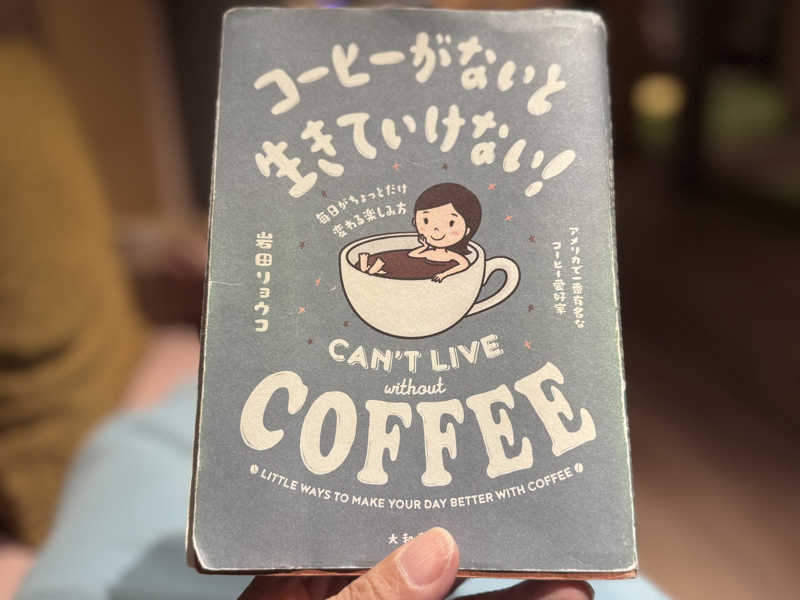 コーヒーがないと
生きていけない!
毎日がちょっとだけ
変わる楽しみ方
岩田リョウコ
アメリカで一番有名な
コーヒー愛好家
CAN'T LIVE
without
COFFEE
LITTLE WAYS TO MAKE YOUR DAY BETTER WITH COFFEE
大和